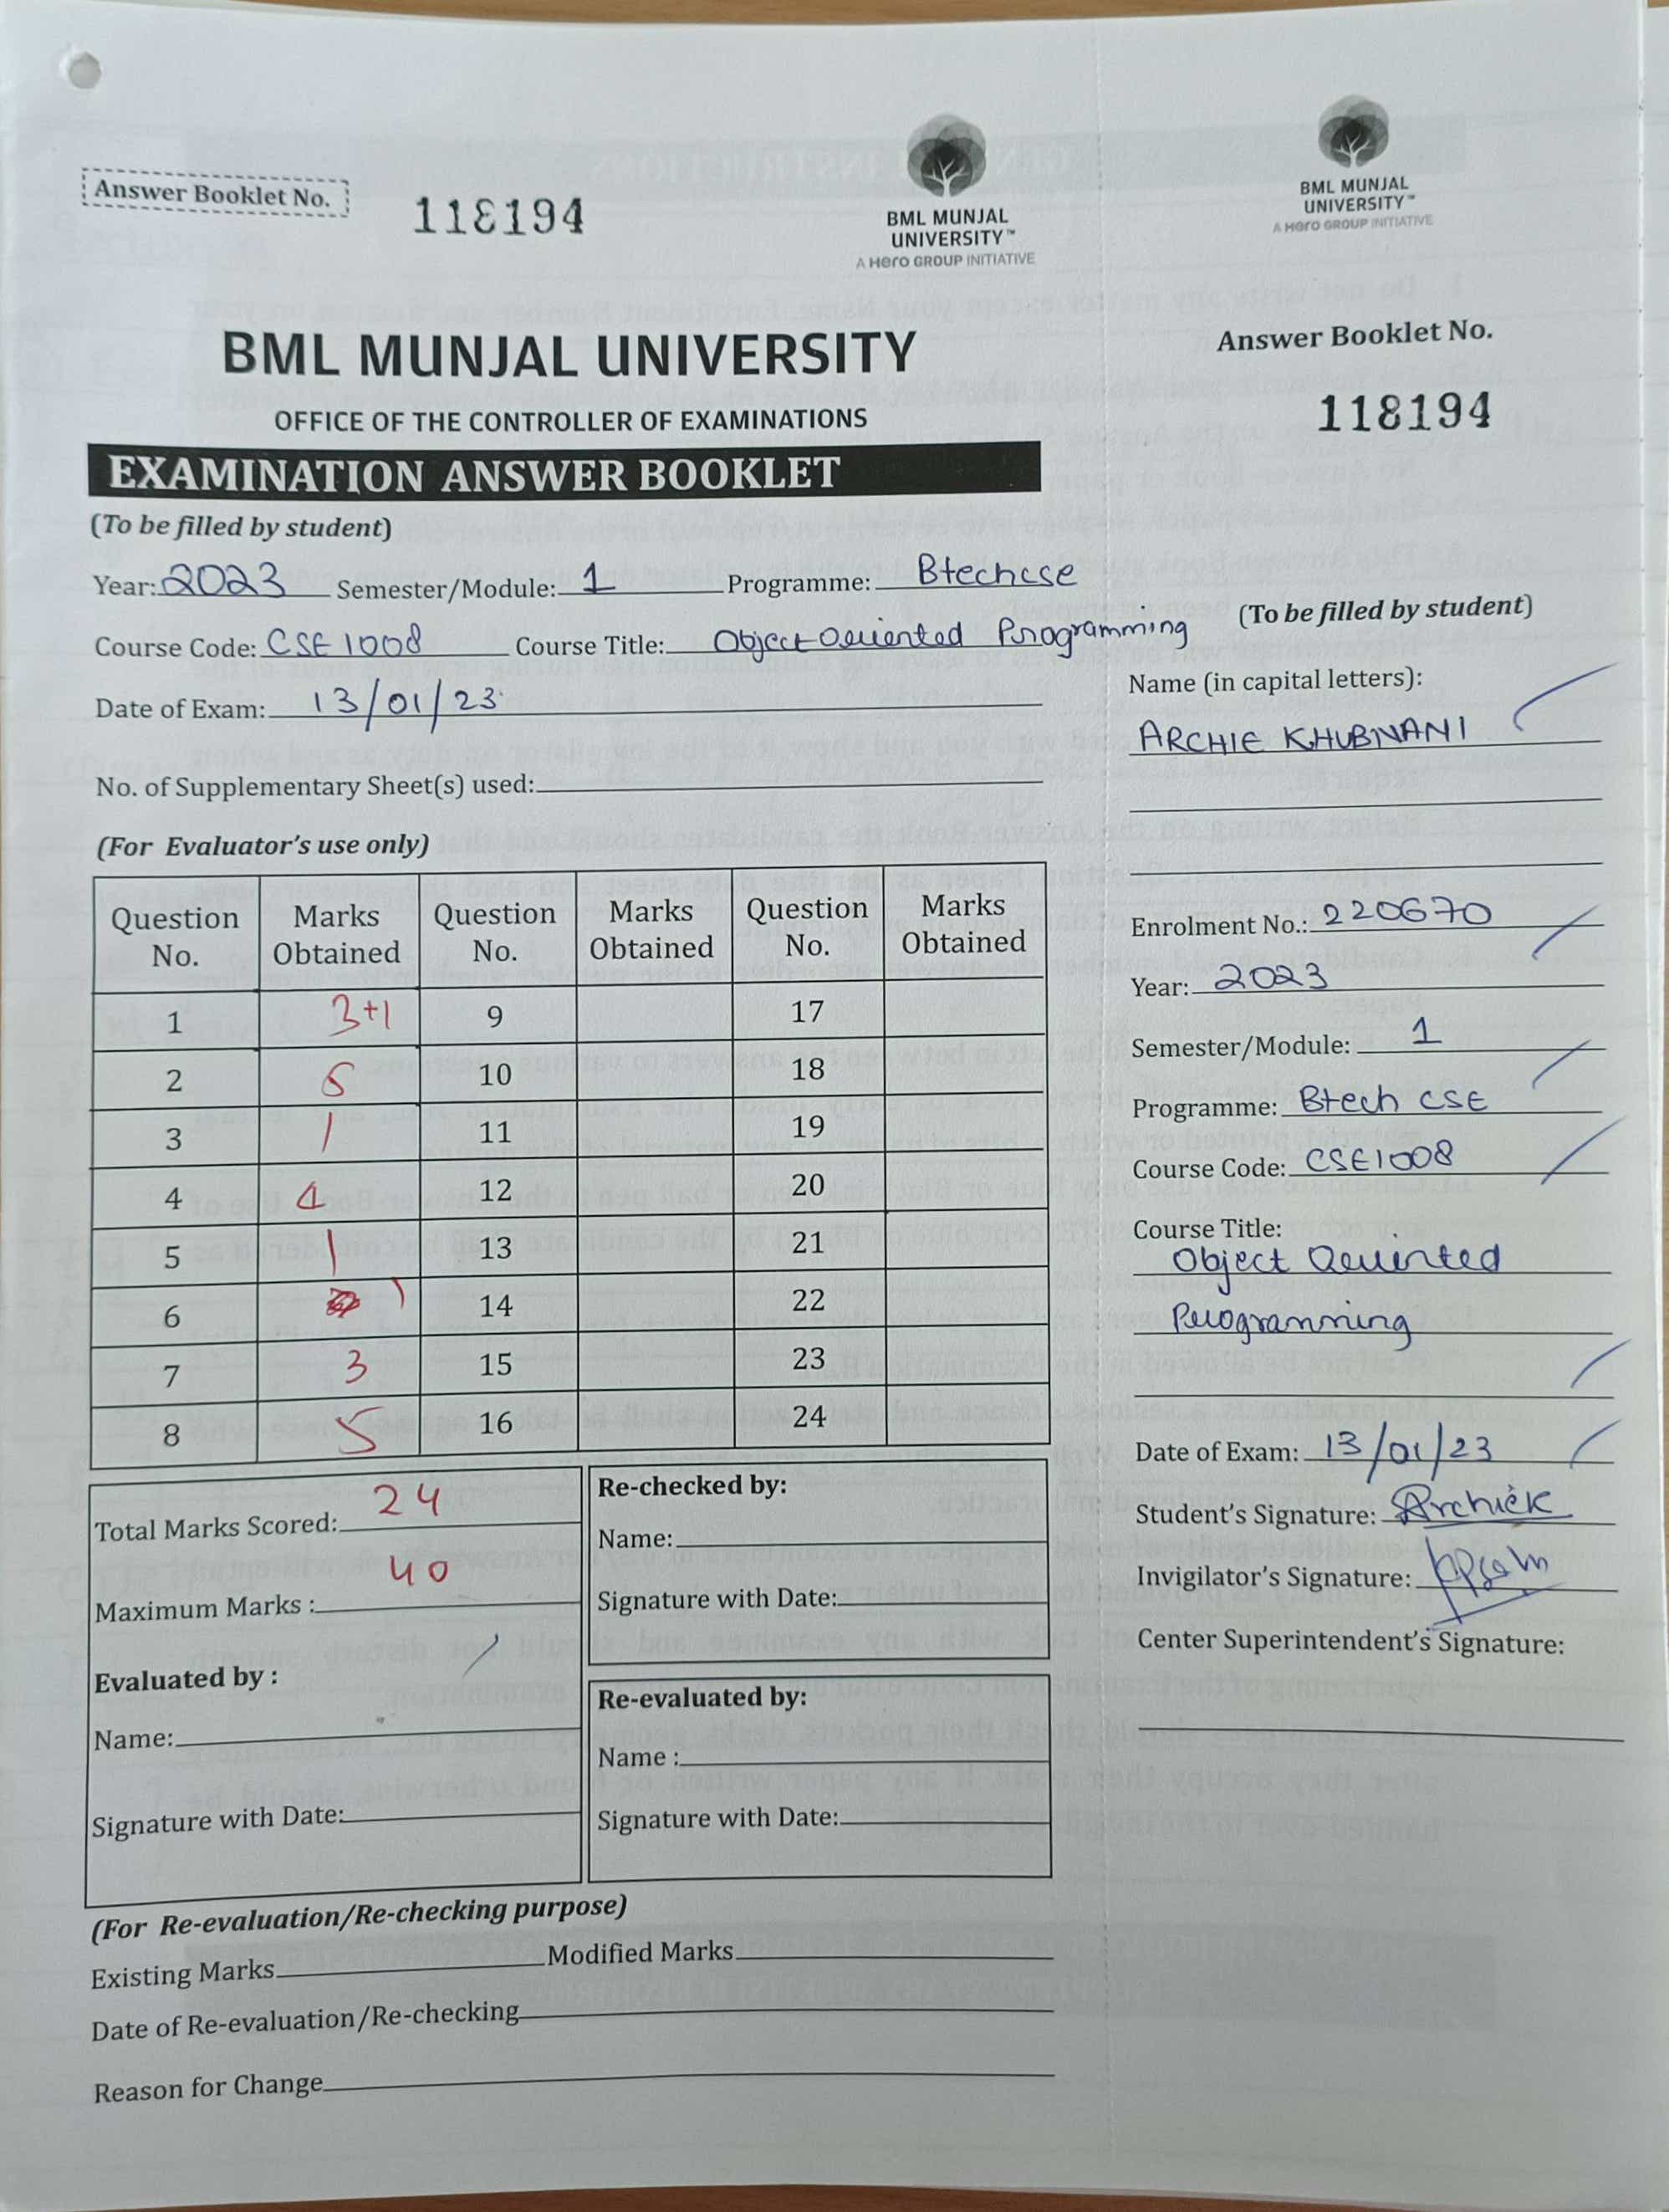 Answer Booklet No. 118194
BML MUNJAL
UNIVERSITY™
A Hero GROUP INITIATIVE
BML MUNJAL UNIVERSITY
OFFICE OF THE CONTROLLER OF EXAMINATIONS
EXAMINATION ANSWER BOOKLET
(To be filled by student)
Year: 2023 Semester/Module: 1 Programme: Btechcse
Course Code: CSE1008 Course Title: Object Oriented Programming
Date of Exam: 13/01/23
No. of Supplementary Sheet(s) used:
(For Evaluator's use only)
Question No. Marks Obtained Question No. Marks Obtained Question No. Marks Obtained
1 3+1 9 17
2 5 10 18
3 1 11 19
4 4 12 20
5 1 13 21
6 1 14 22
7 3 15 23
8 5 16 24
Total Marks Scored: 24
Maximum Marks : 40
Evaluated by :
Name:
Signature with Date:
Re-checked by:
Name:
Signature with Date:
Re-evaluated by:
Name :
Signature with Date:
(For Re-evaluation/Re-checking purpose)
Existing Marks Modified Marks
Date of Re-evaluation/Re-checking
Reason for Change
BML MUNJAL
UNIVERSITY™
A Hero GROUP INITIATIVE
Answer Booklet No.
118194
(To be filled by student)
Name (in capital letters):
ARCHIE KHUBNANI
Enrolment No.: 220670
Year: 2023
Semester/Module: 1
Programme: Btech CSE
Course Code: CSE1008
Course Title:
Object Oriented
Programming
Date of Exam: 13/01/23
Student's Signature: Archiek
Invigilator's Signature:
Center Superintendent's Signature: